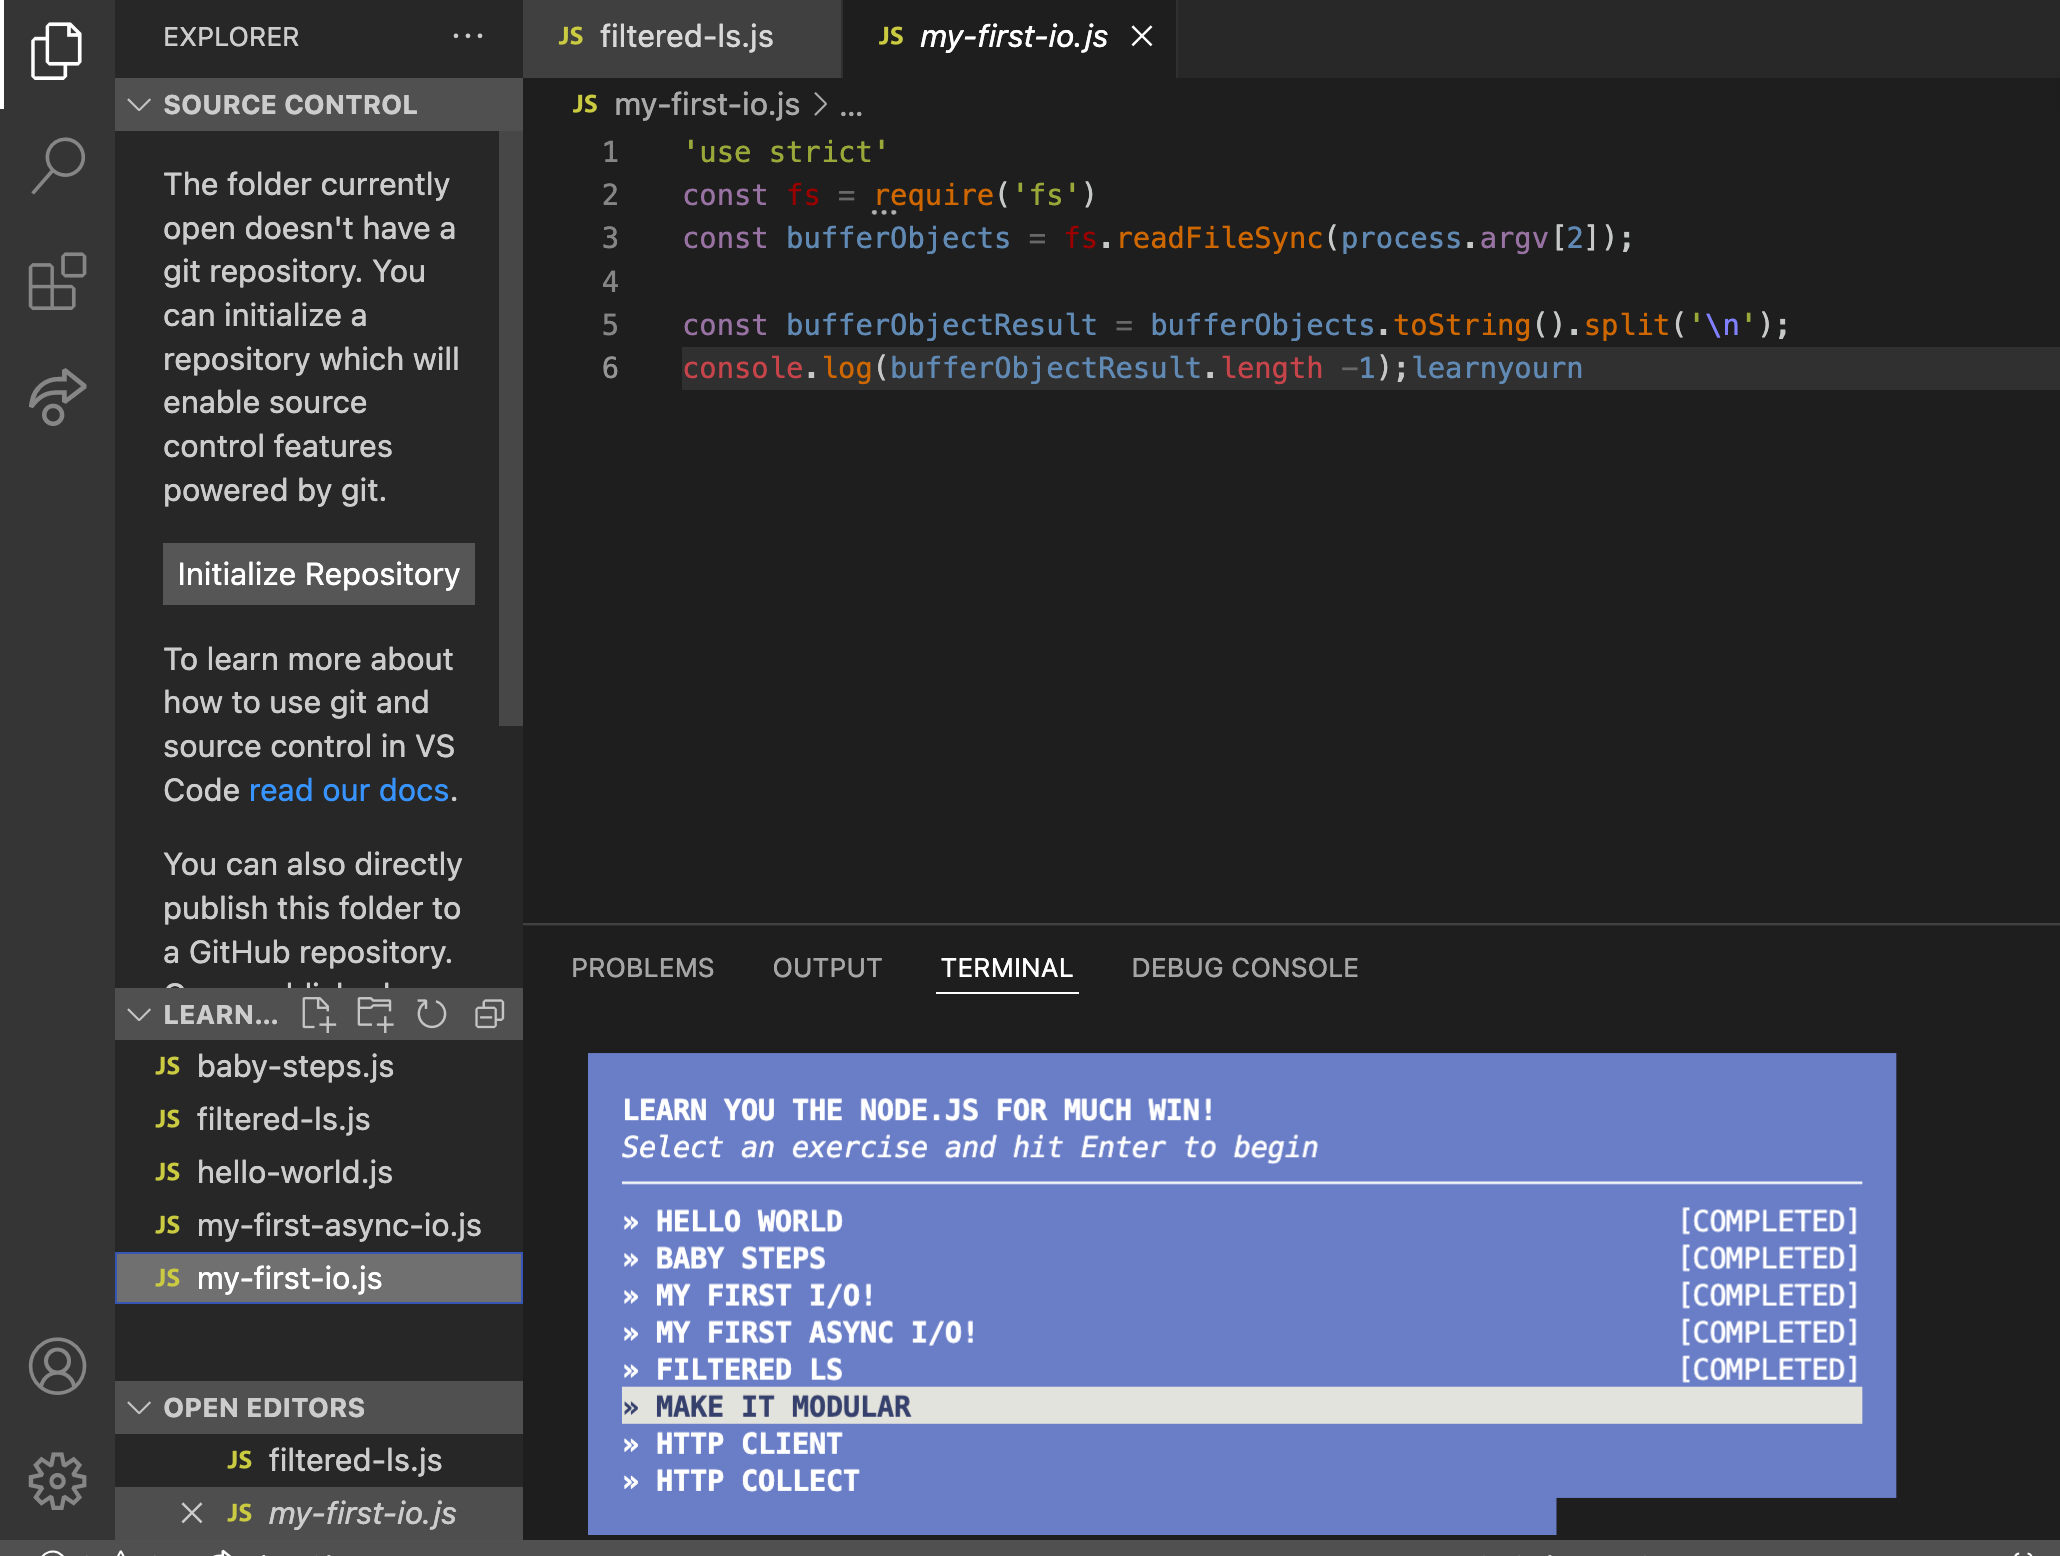 EXPLORER
SOURCE CONTROL
The folder currently
open doesn't have a
git repository. You
can initialize a
repository which will
enable source
control features
powered by git.
Initialize Repository
To learn more about
how to use git and
source control in VS
Code read our docs.
You can also directly
publish this folder to
a GitHub repository.
LEARN...
JS baby-steps.js
JS filtered-ls.js
JS hello-world.js
JS my-first-async-io.js
JS my-first-io.js
OPEN EDITORS
JS filtered-ls.js
JS my-first-io.js
JS filtered-ls.js
JS my-first-io.js
JS my-first-io.js > ...
1 'use strict'
2 const fs = require('fs')
3 const bufferObjects = fs.readFileSync(process.argv[2]);
4
5 const bufferObjectResult = bufferObjects.toString().split('\n');
6 console.log(bufferObjectResult.length -1);learnyourn
PROBLEMS OUTPUT TERMINAL DEBUG CONSOLE
LEARN YOU THE NODE.JS FOR MUCH WIN!
Select an exercise and hit Enter to begin
» HELLO WORLD [COMPLETED]
» BABY STEPS [COMPLETED]
» MY FIRST I/O! [COMPLETED]
» MY FIRST ASYNC I/O! [COMPLETED]
» FILTERED LS [COMPLETED]
» MAKE IT MODULAR
» HTTP CLIENT
» HTTP COLLECT